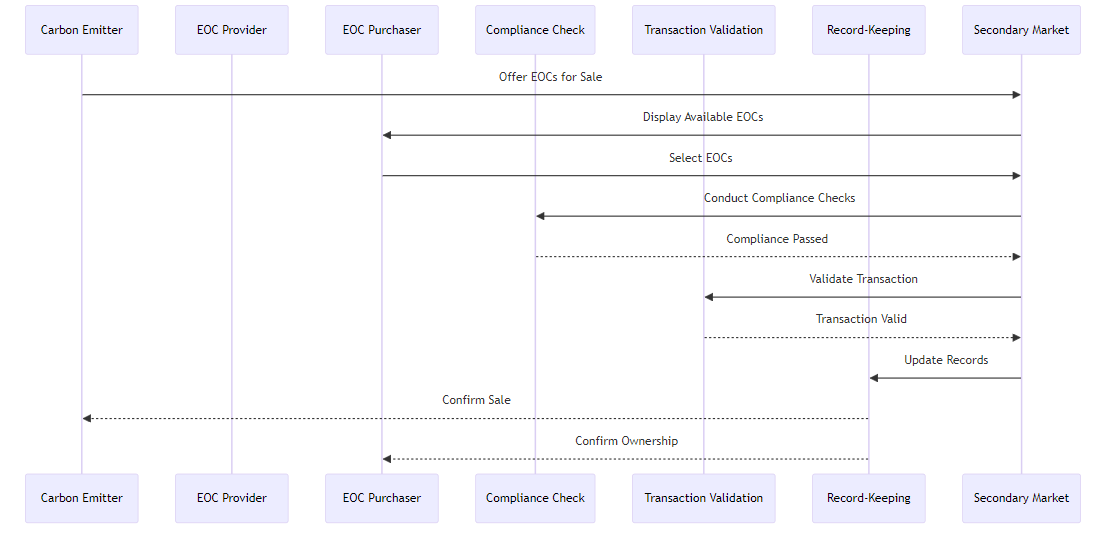 Carbon Emitter
EOC Provider
EOC Purchaser
Compliance Check
Transaction Validation
Record-Keeping
Secondary Market
Offer EOCs for Sale
Display Available EOCs
Select EOCs
Conduct Compliance Checks
Compliance Passed
Validate Transaction
Transaction Valid
Update Records
Confirm Sale
Confirm Ownership
Carbon Emitter
EOC Provider
EOC Purchaser
Compliance Check
Transaction Validation
Record-Keeping
Secondary Market